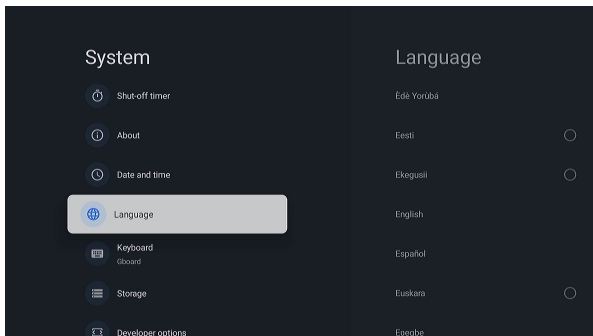 System
Shut-off timer
About
Date and time
Language
Keyboard
Gboard
Storage
Developer options
Language
Èdè Yorùbá
Eesti
Ekegusii
English
Español
Euskara
Eʋegbe